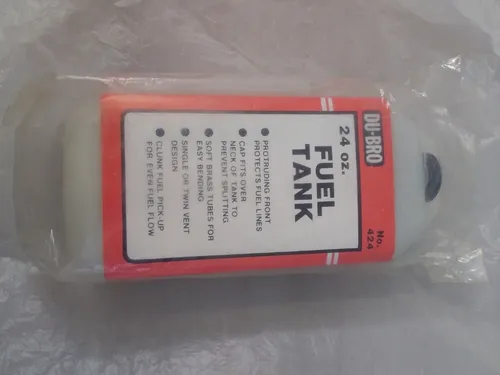 DU-BRO
No.
424
24 oz.
FUEL
TANK
• PROTRUDING FRONT
PROTECTS FUEL LINES
• CAP FITS OVER
NECK OF TANK TO
PREVENT SPLITTING
• SOFT BRASS TUBES FOR
EASY BENDING
• SINGLE OR TWIN VENT
DESIGN
• CLUNK FUEL PICK-UP
FOR EVEN FUEL FLOW